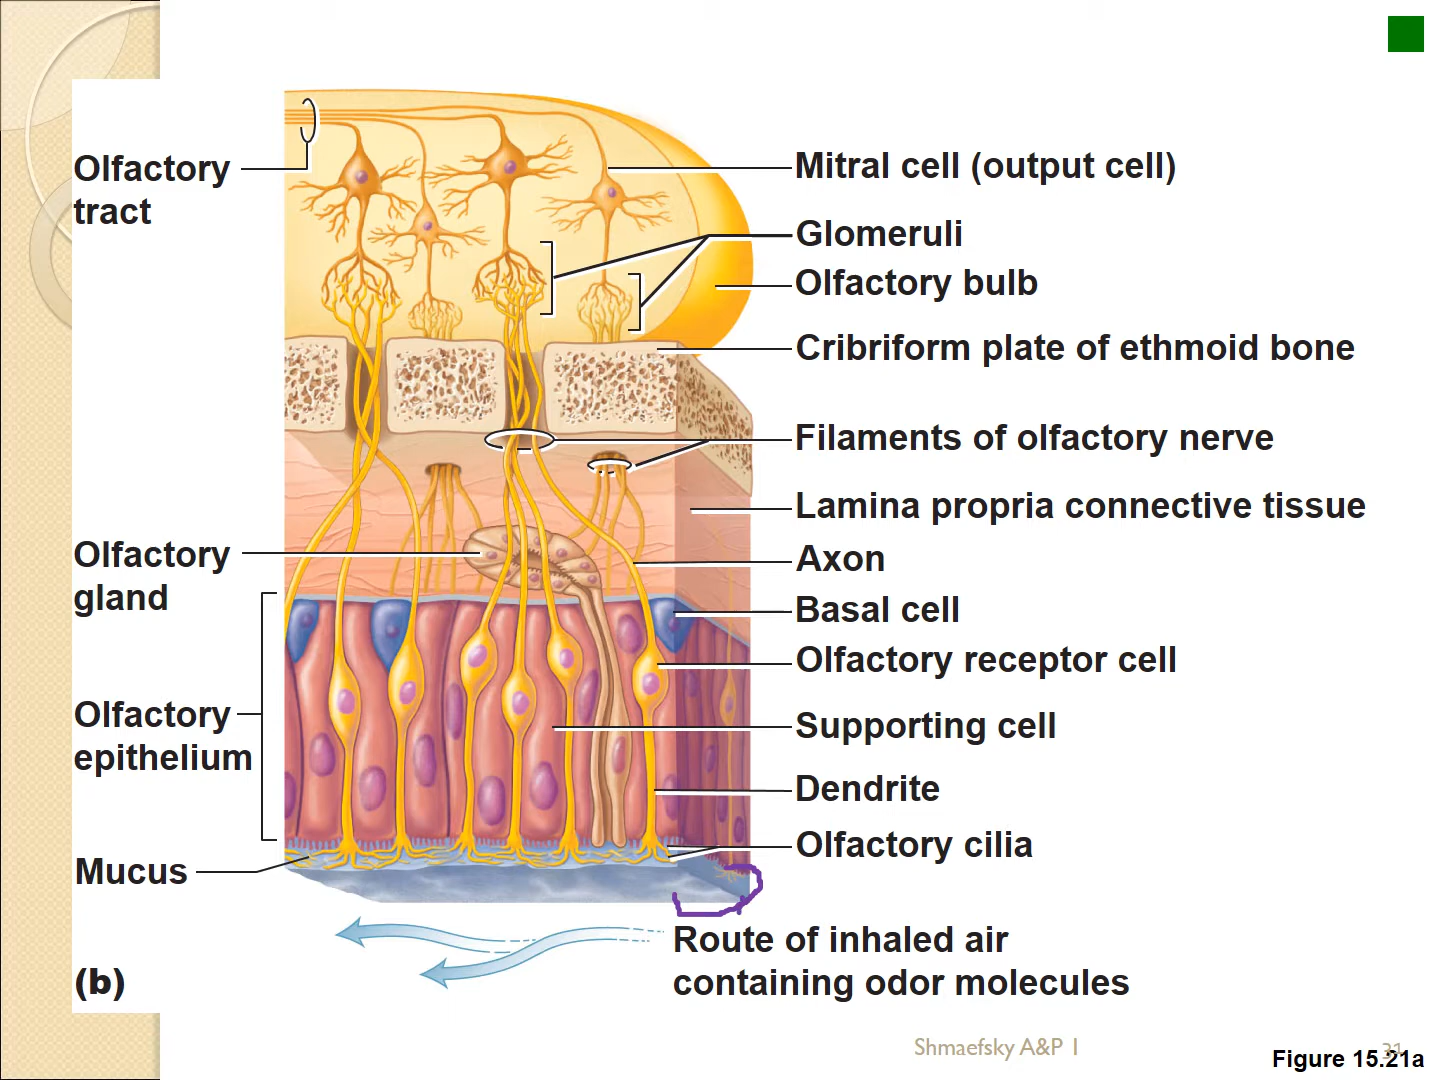 Olfactory
tract
Mitral cell (output cell)
Glomeruli
Olfactory bulb
Cribriform plate of ethmoid bone
Filaments of olfactory nerve
Lamina propria connective tissue
Olfactory
gland
Axon
Basal cell
Olfactory receptor cell
Olfactory
epithelium
Supporting cell
Dendrite
Olfactory cilia
Mucus
Route of inhaled air
containing odor molecules
(b)
Shmaefsky A&P 1
31
Figure 15.21a